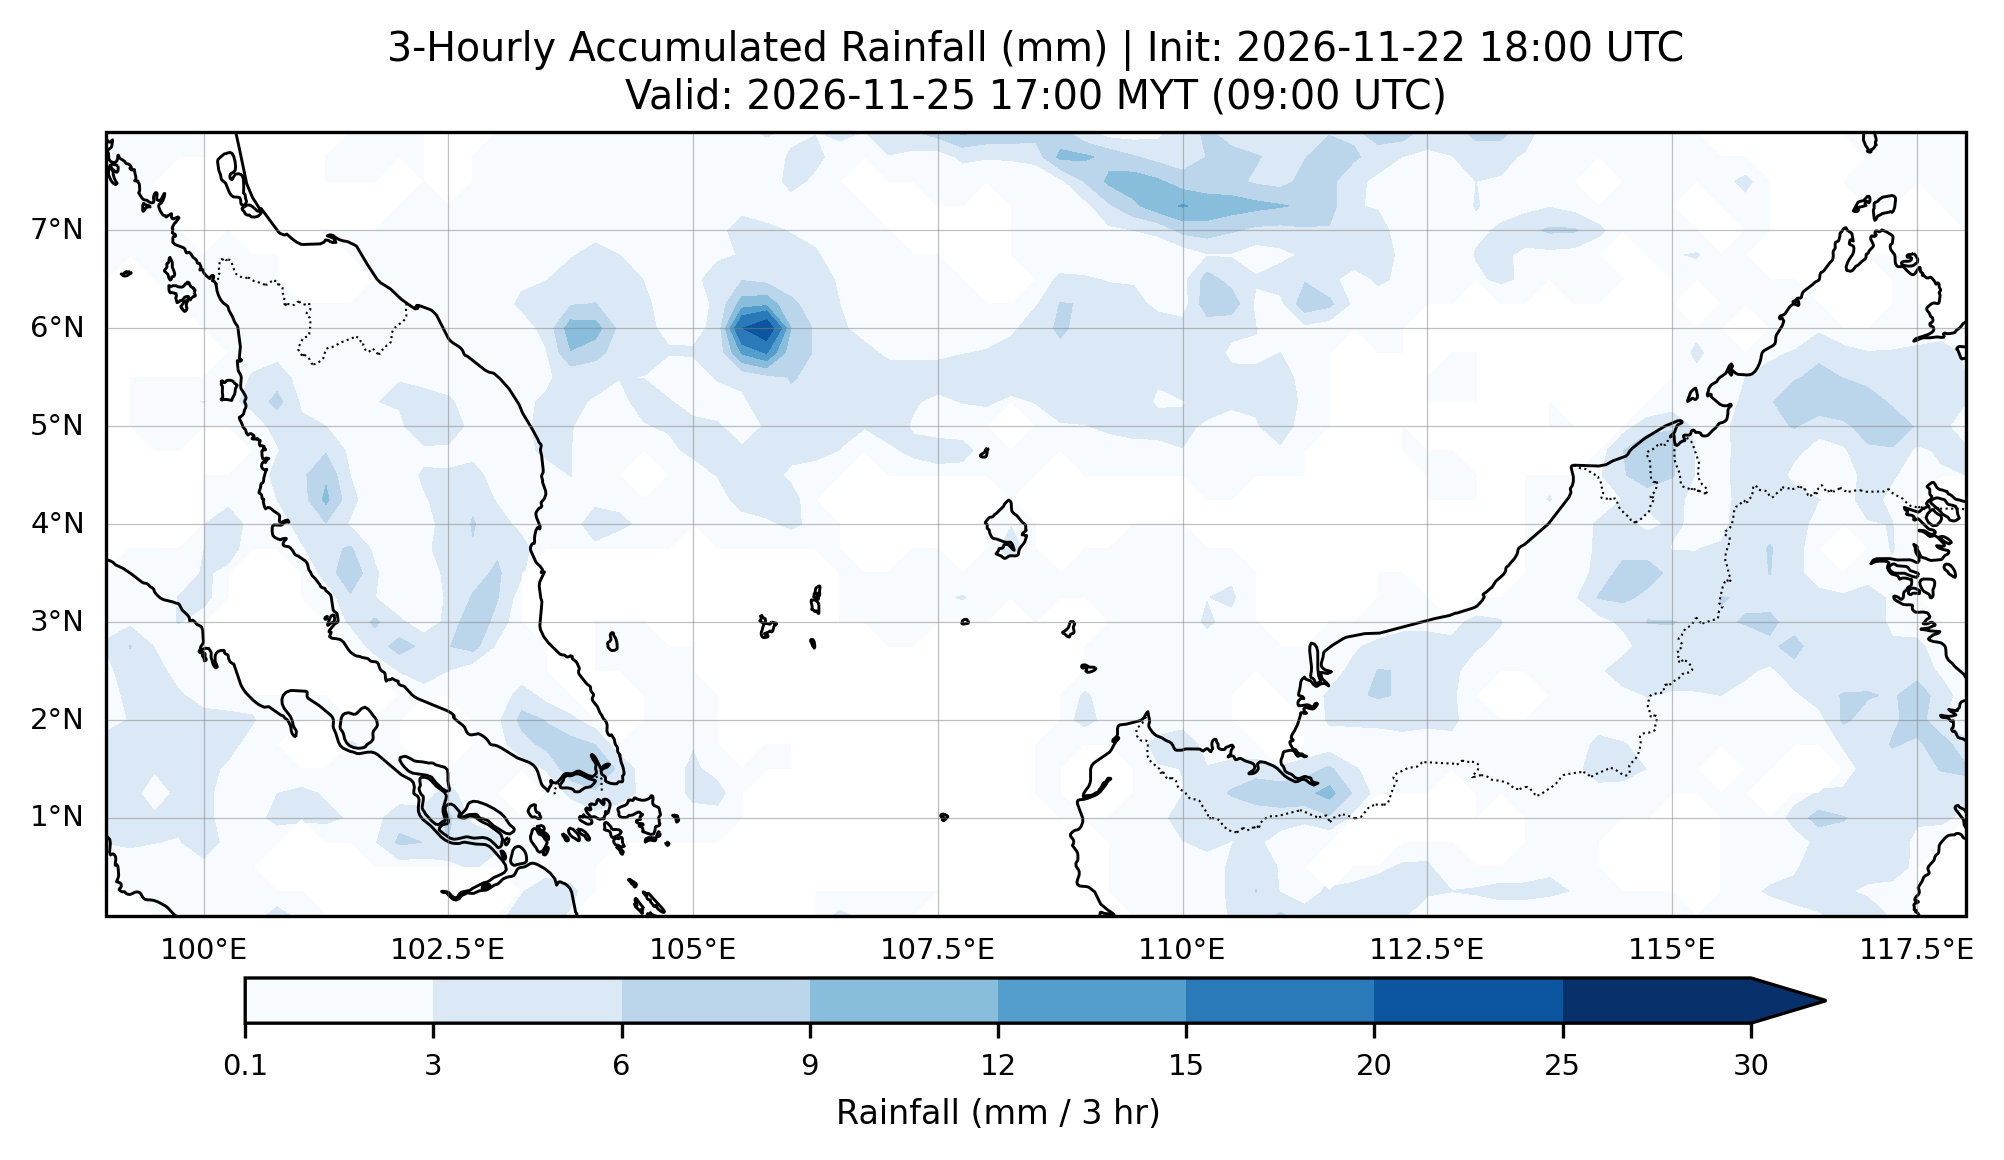 3-Hourly Accumulated Rainfall (mm) | Init: 2026-11-22 18:00 UTC
Valid: 2026-11-25 17:00 MYT (09:00 UTC)
7°N
6°N
5°N
4°N
3°N
2°N
1°N
100°E 102.5°E 105°E 107.5°E 110°E 112.5°E 115°E 117.5°E
0.1 3 6 9 12 15 20 25 30
Rainfall (mm / 3 hr)